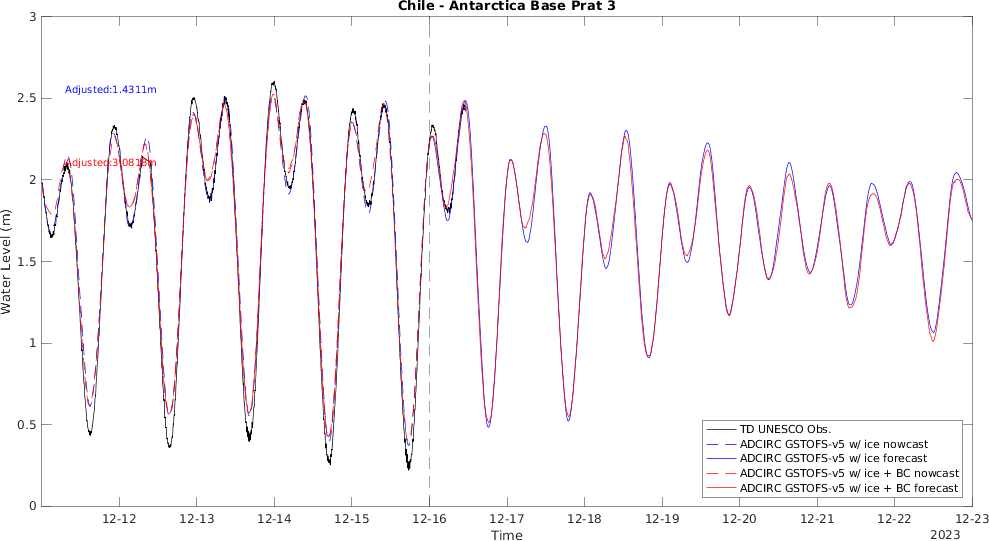 Chile - Antarctica Base Prat 3
3
2.5
2
1.5
1
0.5
0
Water Level (m)
Adjusted:1.4311m
12-12
12-13
12-14
12-15
12-16
12-17
12-18
12-19
12-20
12-21
12-22
12-23
Time
2023
TD UNESCO Obs.
ADCIRC GSTOFS-v5 w/ ice nowcast
ADCIRC GSTOFS-v5 w/ ice forecast
ADCIRC GSTOFS-v5 w/ ice + BC nowcast
ADCIRC GSTOFS-v5 w/ ice + BC forecast